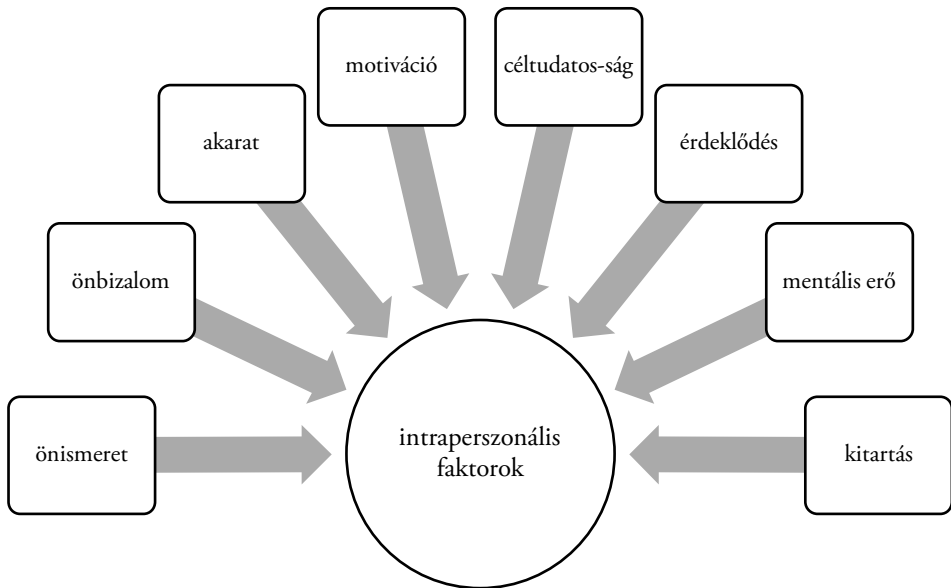 motiváció
céltudatos-ság
akarat
érdeklődés
önbizalom
mentális erő
önismeret
intraperszonális
faktorok
kitartás